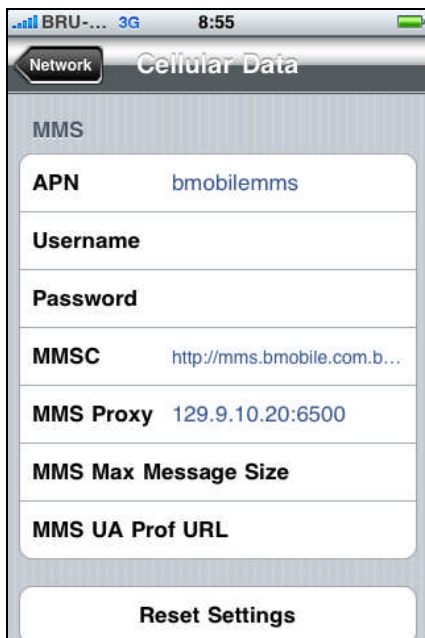 BRU-... 3G 8:55
Network Cellular Data
MMS
APN bmobilemms
Username
Password
MMSC http://mms.bmobile.com.b...
MMS Proxy 129.9.10.20:6500
MMS Max Message Size
MMS UA Prof URL
Reset Settings